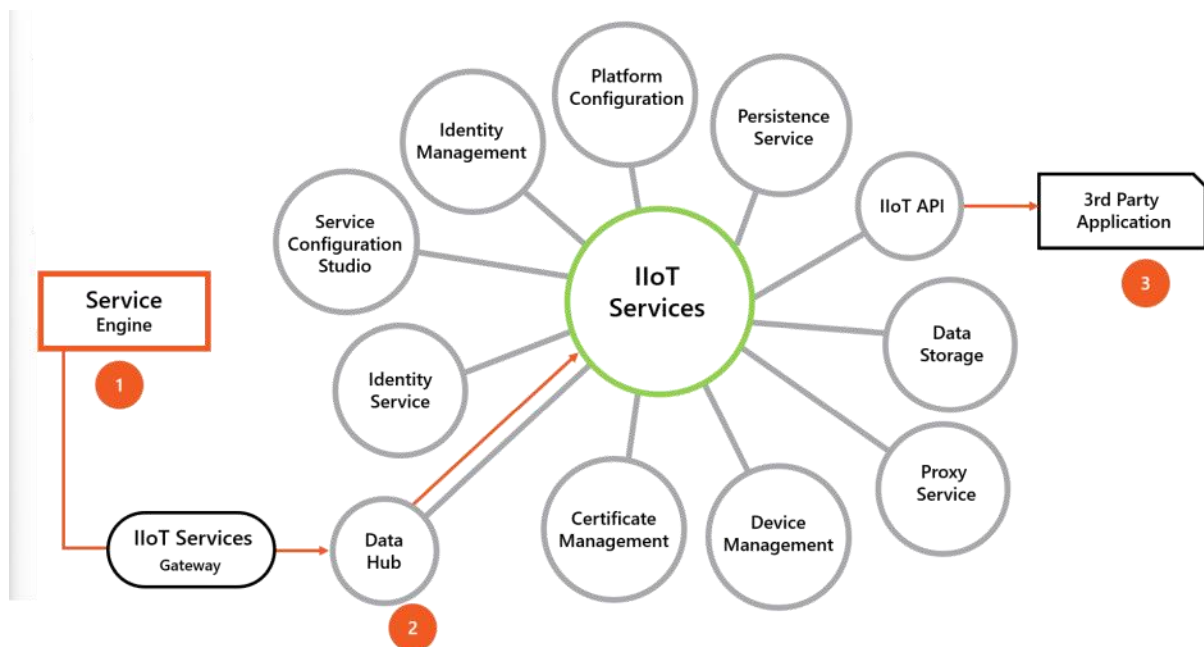 Platform
Configuration
Identity
Management
Persistence
Service
IIoT API
3rd Party
Application
3
Service
Configuration
Studio
IIoT
Services
Service
Engine
1
Data
Storage
Identity
Service
Proxy
Service
IIoT Services
Gateway
Data
Hub
2
Certificate
Management
Device
Management